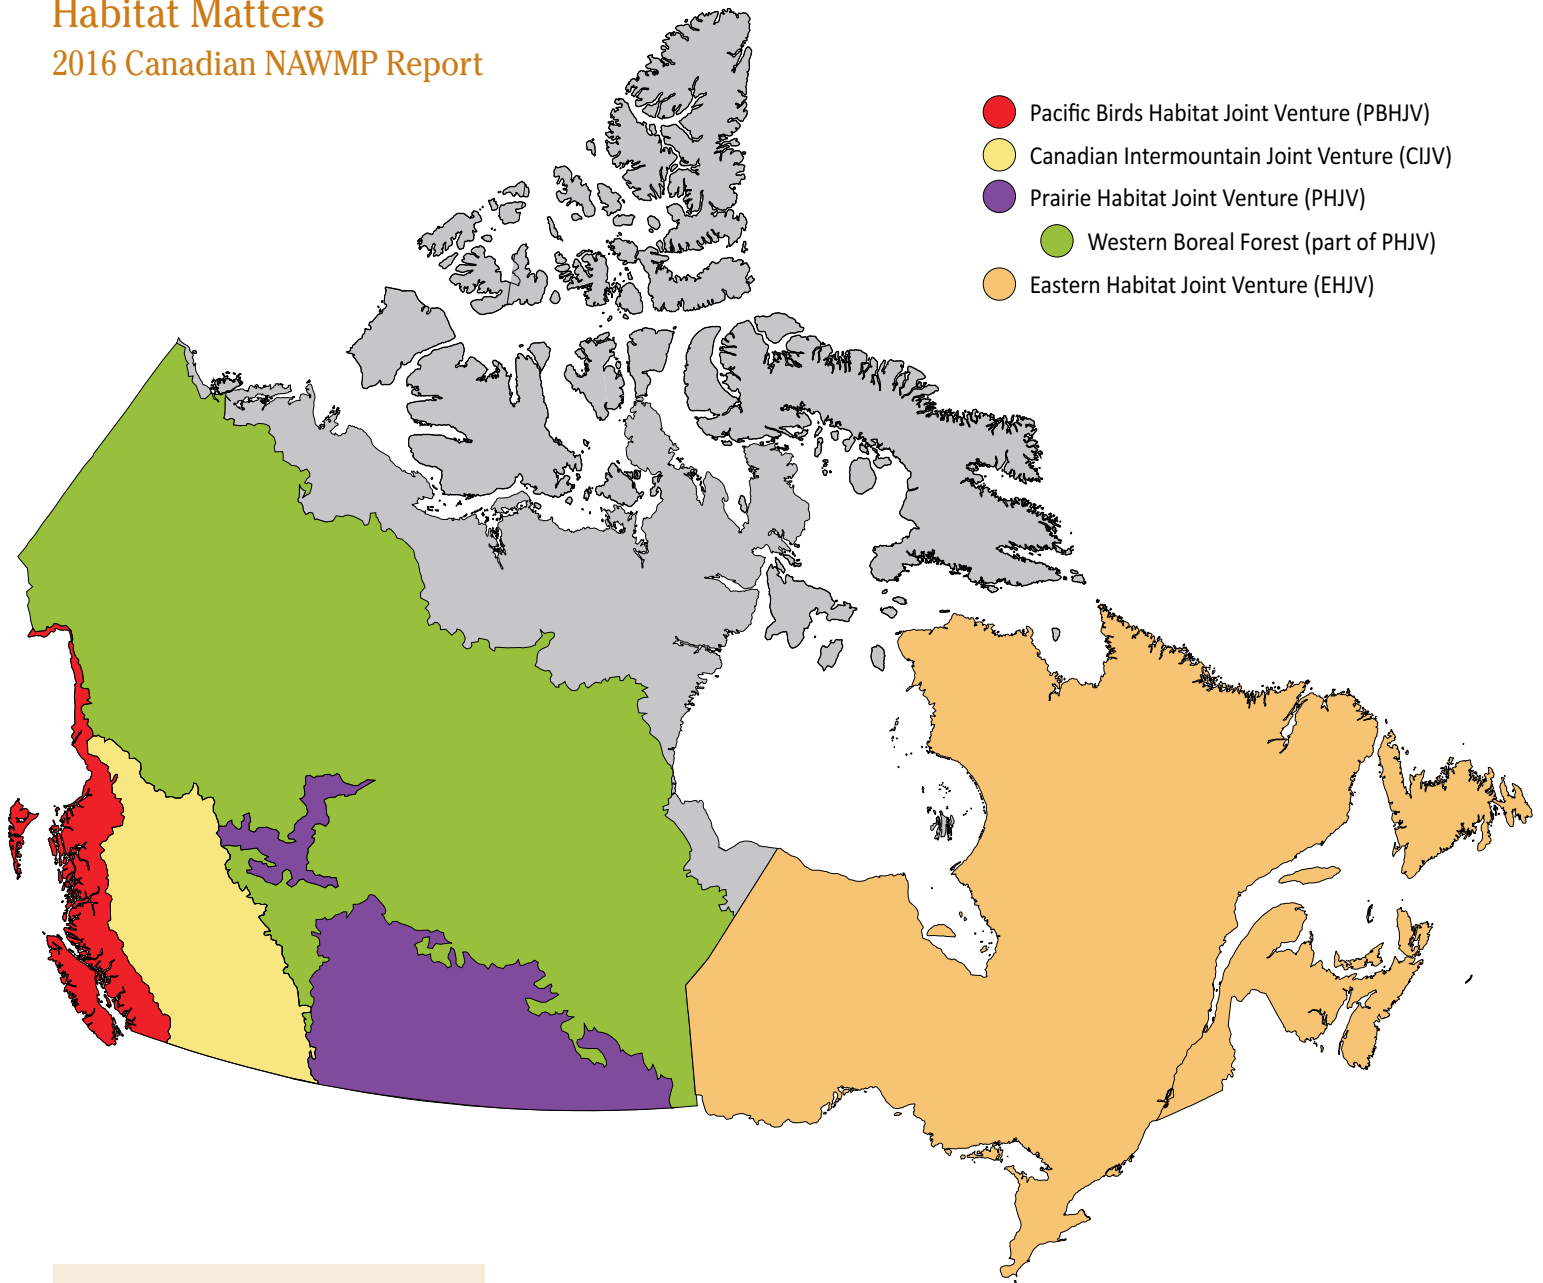 Habitat Matters
2016 Canadian NAWMP Report
Pacific Birds Habitat Joint Venture (PBHJV)
Canadian Intermountain Joint Venture (CIJV)
Prairie Habitat Joint Venture (PHJV)
Western Boreal Forest (part of PHJV)
Eastern Habitat Joint Venture (EHJV)